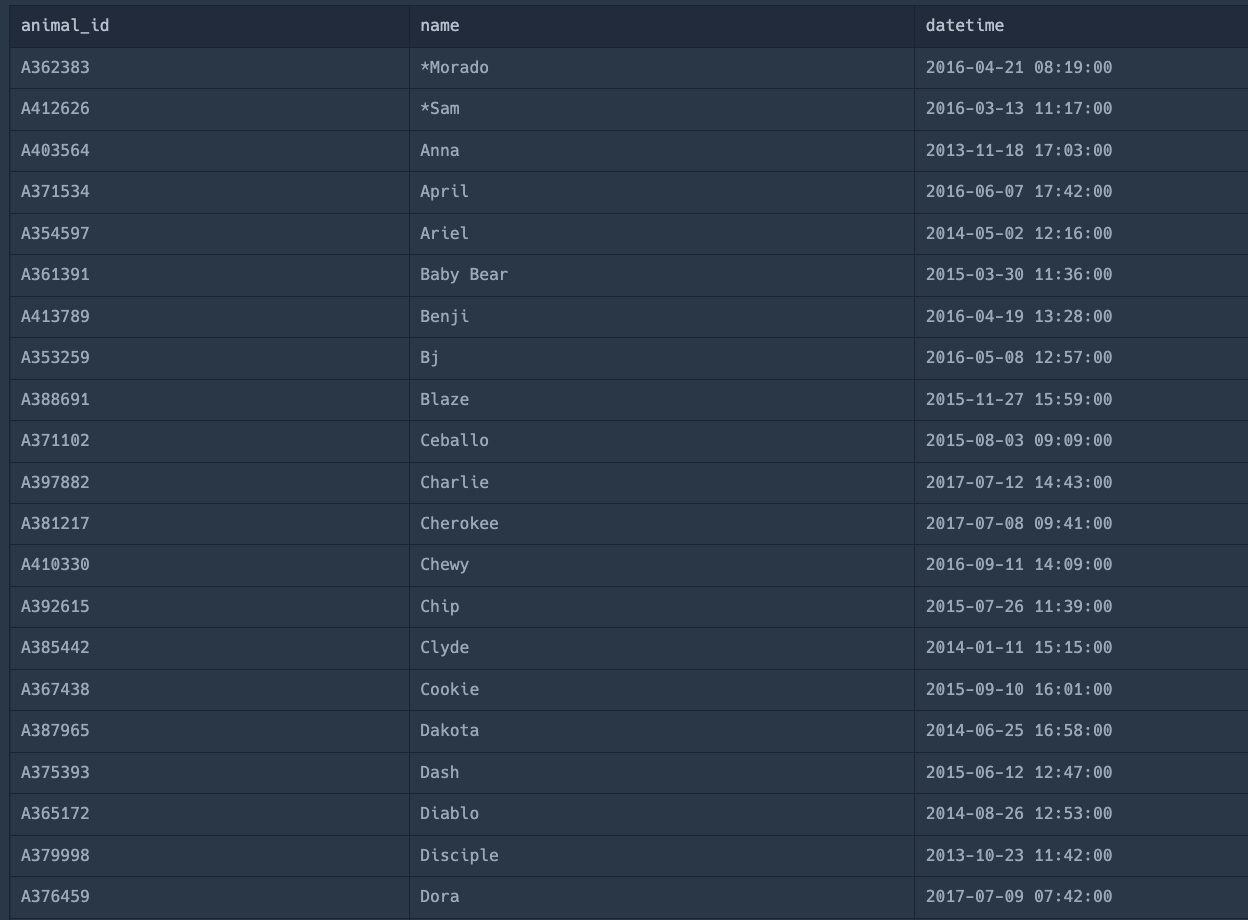 animal_id name datetime
A362383 *Morado 2016-04-21 08:19:00
A412626 *Sam 2016-03-13 11:17:00
A403564 Anna 2013-11-18 17:03:00
A371534 April 2016-06-07 17:42:00
A354597 Ariel 2014-05-02 12:16:00
A361391 Baby Bear 2015-03-30 11:36:00
A413789 Benji 2016-04-19 13:28:00
A353259 Bj 2016-05-08 12:57:00
A388691 Blaze 2015-11-27 15:59:00
A371102 Ceballo 2015-08-03 09:09:00
A397882 Charlie 2017-07-12 14:43:00
A381217 Cherokee 2017-07-08 09:41:00
A410330 Chewy 2016-09-11 14:09:00
A392615 Chip 2015-07-26 11:39:00
A385442 Clyde 2014-01-11 15:15:00
A367438 Cookie 2015-09-10 16:01:00
A387965 Dakota 2014-06-25 16:58:00
A375393 Dash 2015-06-12 12:47:00
A365172 Diablo 2014-08-26 12:53:00
A379998 Disciple 2013-10-23 11:42:00
A376459 Dora 2017-07-09 07:42:00